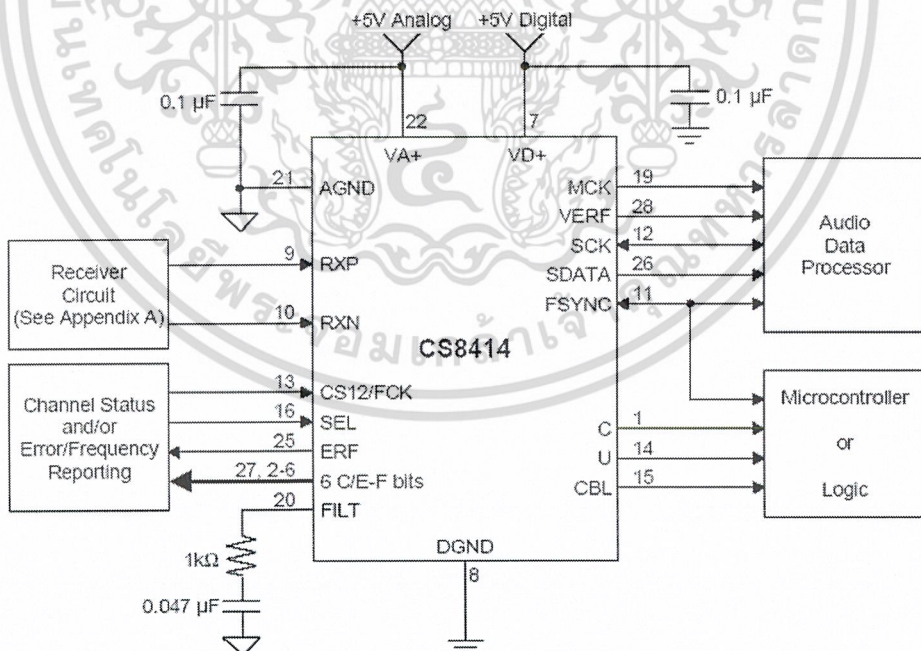 +5V Analog
+5V Digital
0.1 µF
0.1 µF
22
7
VA+
VD+
21
AGND
MCK
19
VERF
28
SCK
12
SDATA
26
FSYNC
11
Audio
Data
Processor
Receiver
Circuit
(See Appendix A)
9
RXP
10
RXN
CS8414
Channel Status
and/or
Error/Frequency
Reporting
13
CS12/FCK
16
SEL
25
ERF
27, 2-6
6 C/E-F bits
20
FILT
C
1
U
14
CBL
15
Microcontroller
or
Logic
1kΩ
0.047 µF
DGND
8